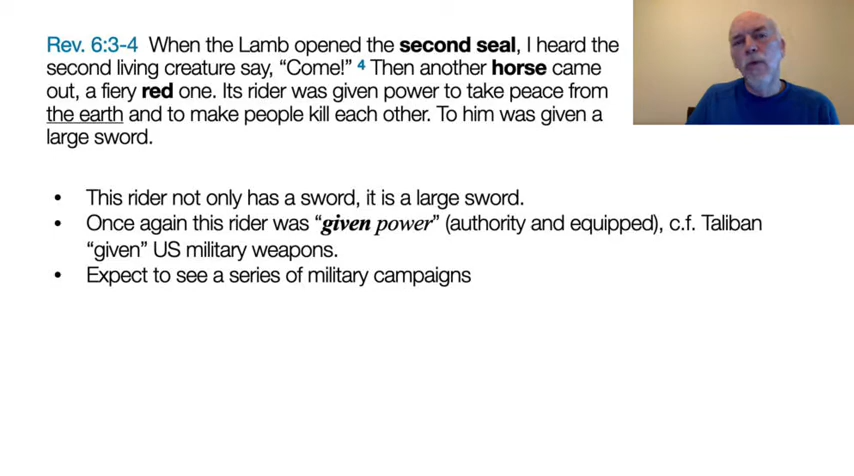 Rev. 6:3-4 When the Lamb opened the second seal, I heard the
second living creature say, “Come!” 4 Then another horse came
out, a fiery red one. Its rider was given power to take peace from
the earth and to make people kill each other. To him was given a
large sword.
• This rider not only has a sword, it is a large sword.
• Once again this rider was “given power” (authority and equipped), c.f. Taliban
“given” US military weapons.
• Expect to see a series of military campaigns